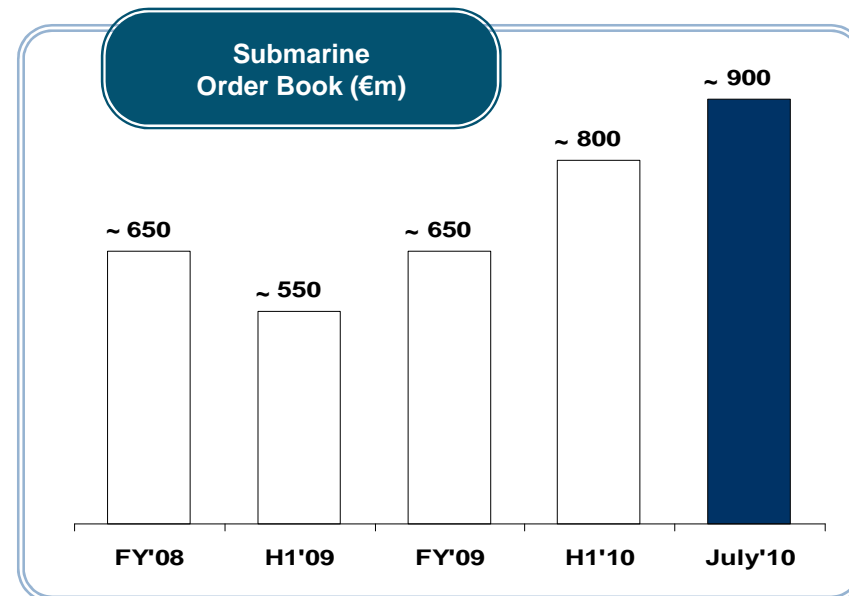 Submarine
Order Book (€m)
~ 900
~ 800
~ 650
~ 650
~ 550
FY'08
H1'09
FY'09
H1'10
July'10